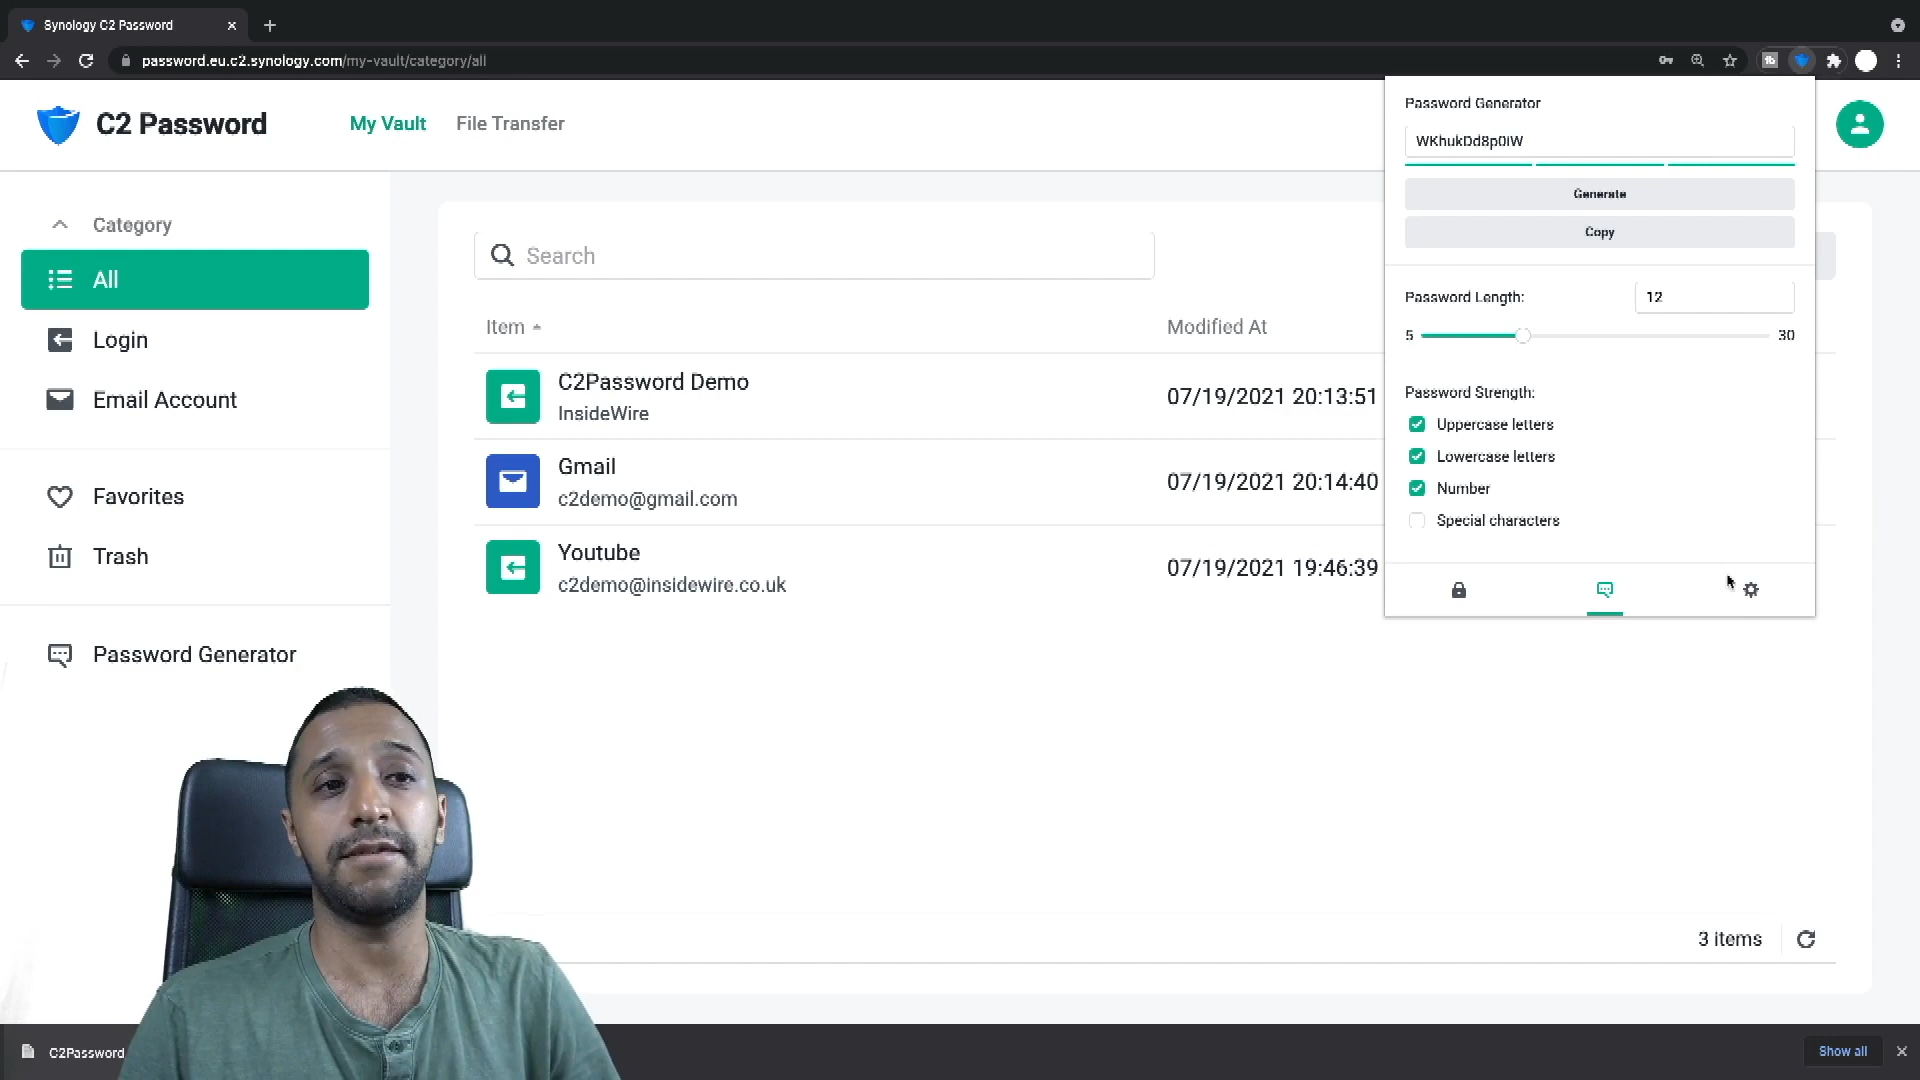 Synology C2 Password
password.eu.c2.synology.com/my-vault/category/all
C2 Password
My Vault
File Transfer
Category
All
Login
Email Account
Favorites
Trash
Password Generator
Search
Item
Modified At
C2Password Demo
InsideWire
07/19/2021 20:13:51
Gmail
c2demo@gmail.com
07/19/2021 20:14:40
Youtube
c2demo@insidewire.co.uk
07/19/2021 19:46:39
3 items
Password Generator
WKhukDd8p0iW
Generate
Copy
Password Length:
12
5
30
Password Strength:
Uppercase letters
Lowercase letters
Number
Special characters
C2Password
Show all